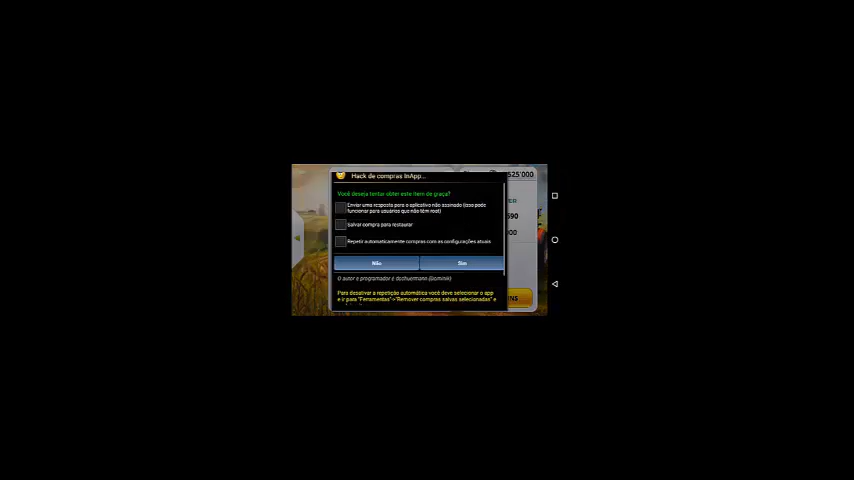 Hack de compras InApp...
525'000
Você deseja tentar obter este item de graça?
Enviar uma resposta para o aplicativo não assinado (isso pode
funcionar para usuários que não têm root)
590
Salvar compra para restaurar
Repetir automaticamente compras com as configurações atuais
Não
Sim
O autor e programador é
Para desativar a repetição automática você deve selecionar o app
e ir para "Ferramentas"->"Remover compras salvas selecionadas" e